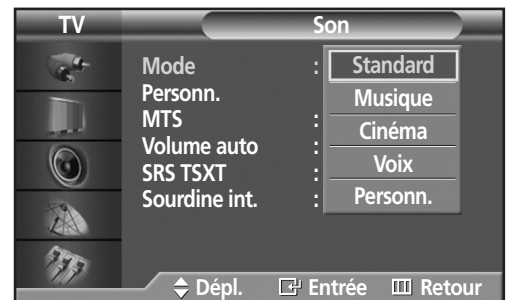 TV Son
Mode : Standard
Personn. Musique
MTS : Cinéma
Volume auto :
SRS TSXT : Voix
Sourdine int. : Personn.
Dépl. Entrée Retour